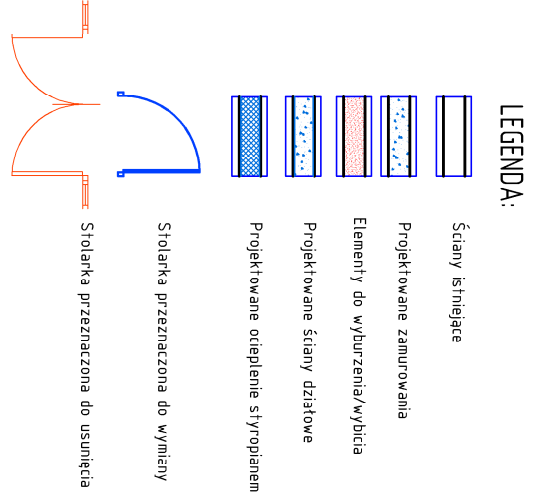 LEGENDA:
Ściany istniejące
Projektowane zamurowania
Elementy do wyburzenia/wybicia
Projektowane ściany działowe
Projektowane ocieplenie styropianem
Stolarka przeznaczona do wymiany
Stolarka przeznaczona do usunięcia